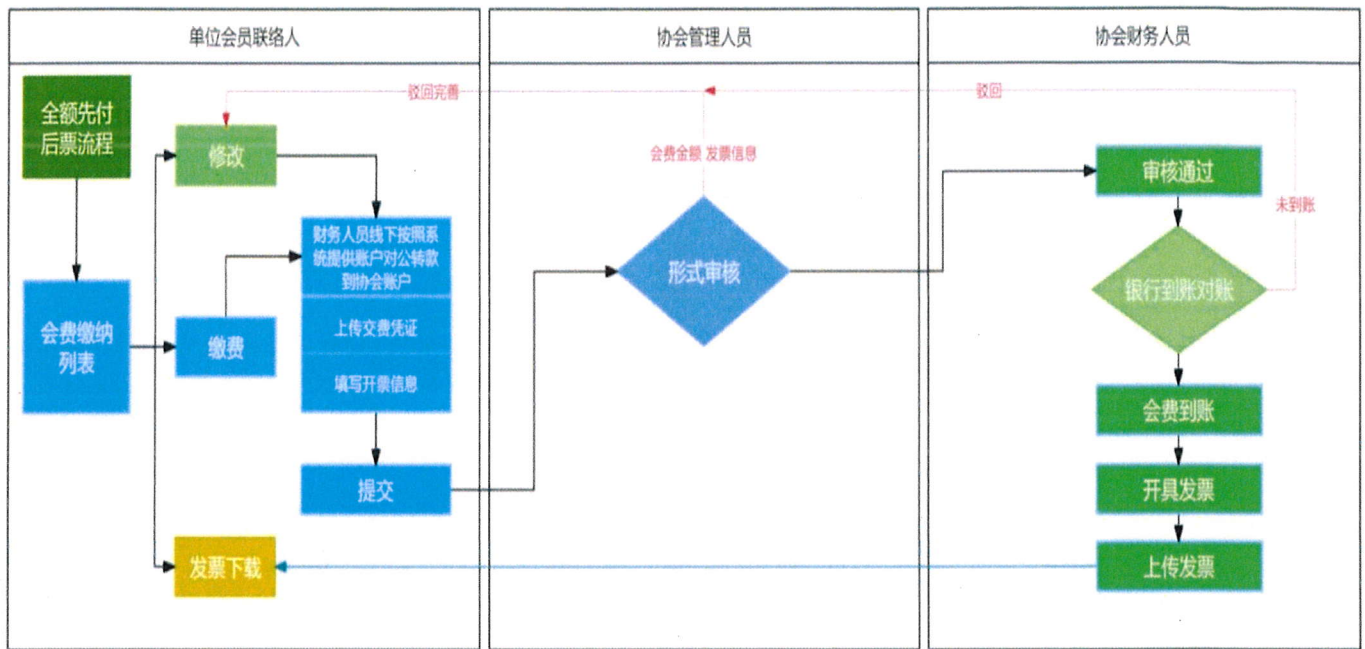 单位会员联络人
协会管理人员
协会财务人员
全额先付
后票流程
驳回完善
驳回
修改
会费金额 发票信息
审核通过
未到账
财务人员线下按照系
统提供账户对公转款
到协会账户
形式审核
银行到账对账
会费缴纳
列表
缴费
上传交费凭证
填写开票信息
会费到账
提交
开具发票
发票下载
上传发票